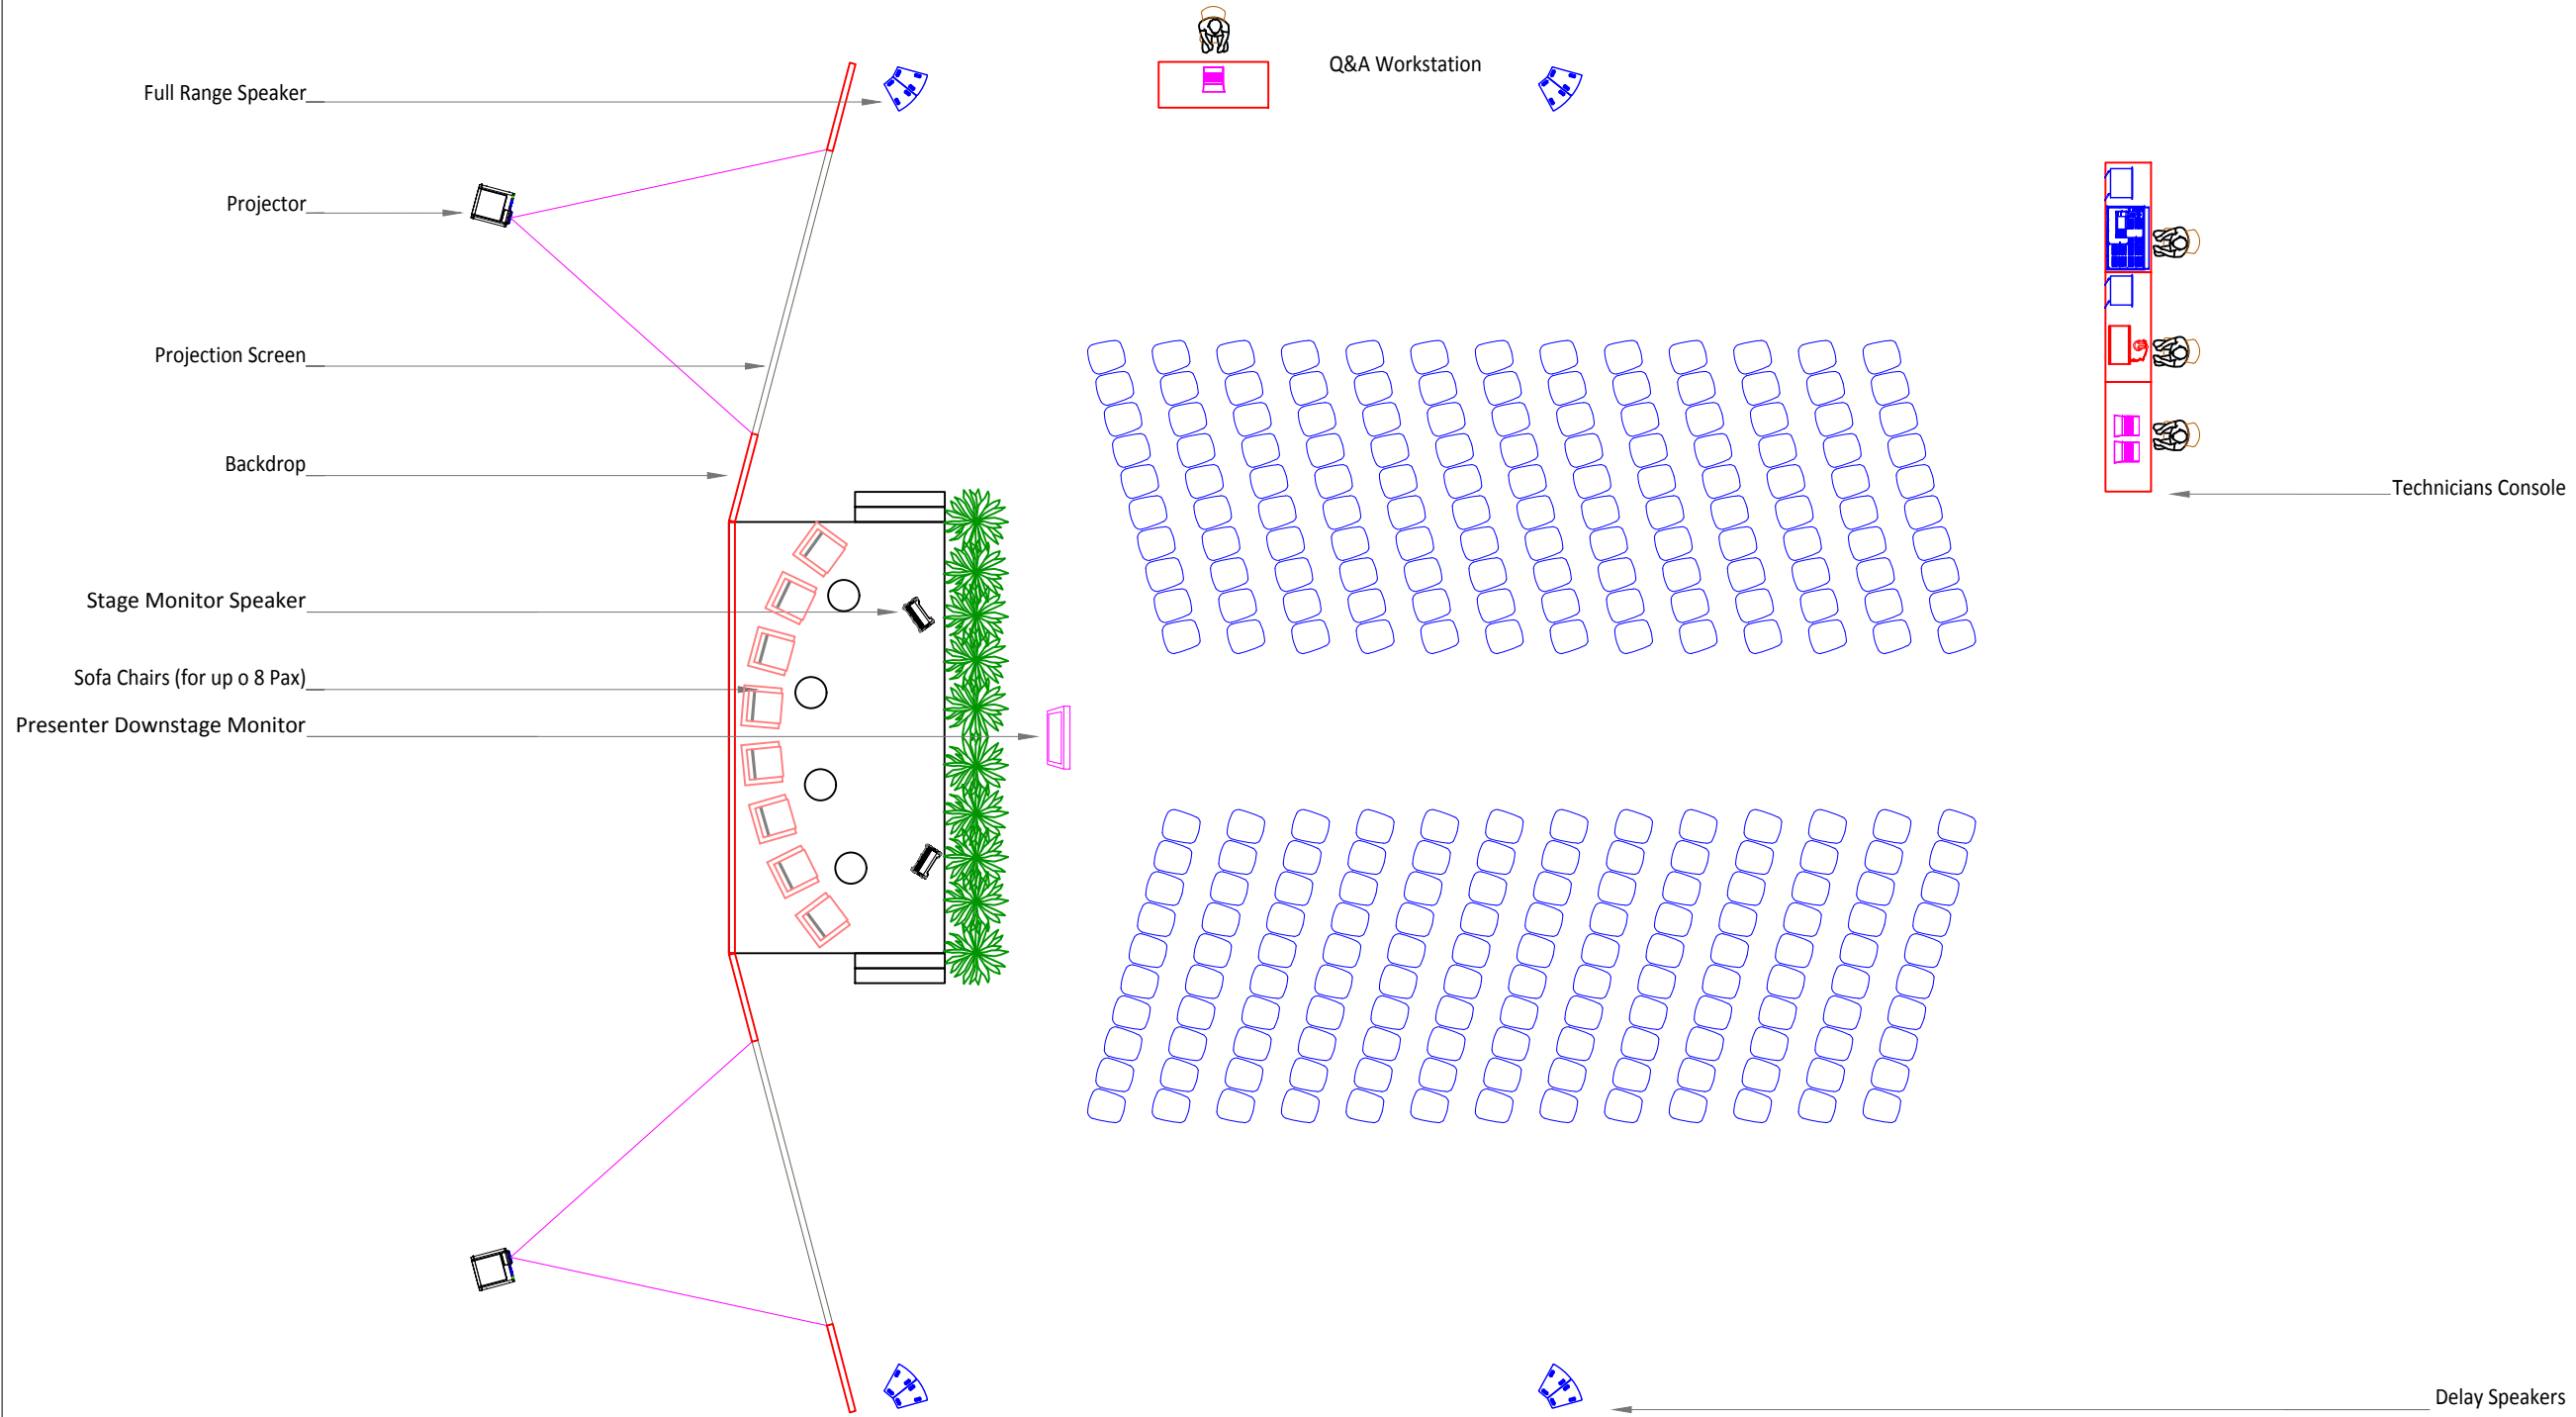 Q&A Workstation
Full Range Speaker
Projector
Projection Screen
Backdrop
Technicians Console
Stage Monitor Speaker
Sofa Chairs (for up o 8 Pax)
Presenter Downstage Monitor
Delay Speakers